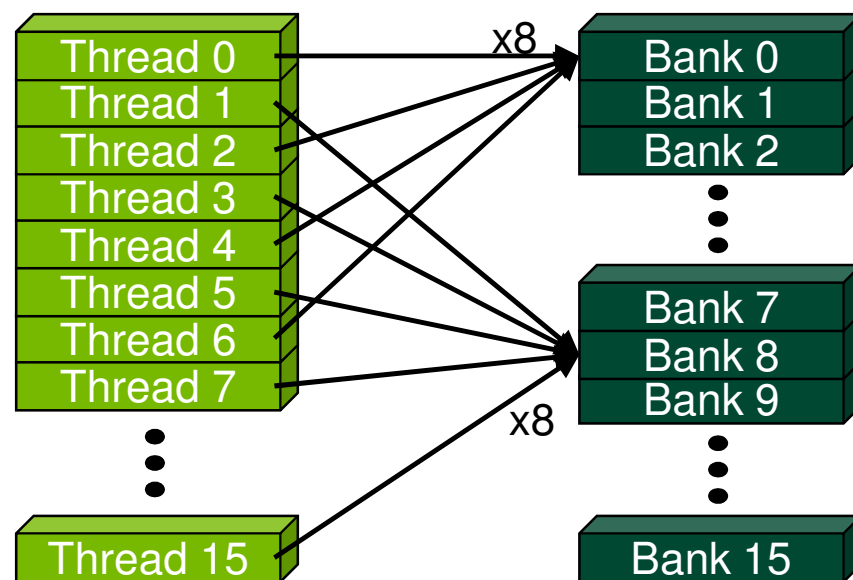 Thread 0
Thread 1
Thread 2
Thread 3
Thread 4
Thread 5
Thread 6
Thread 7
Thread 15
x8
x8
Bank 0
Bank 1
Bank 2
Bank 7
Bank 8
Bank 9
Bank 15